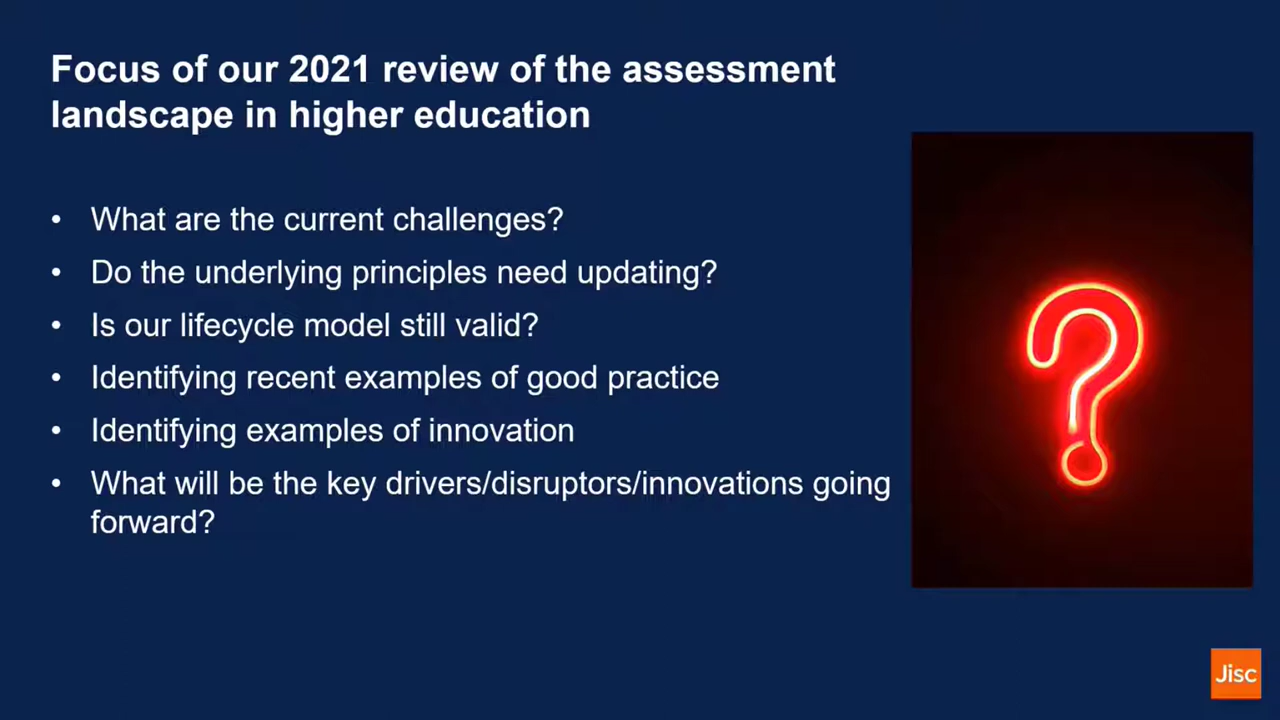 Focus of our 2021 review of the assessment
landscape in higher education
• What are the current challenges?
• Do the underlying principles need updating?
• Is our lifecycle model still valid?
• Identifying recent examples of good practice
• Identifying examples of innovation
• What will be the key drivers/disruptors/innovations going
forward?
?
Jisc